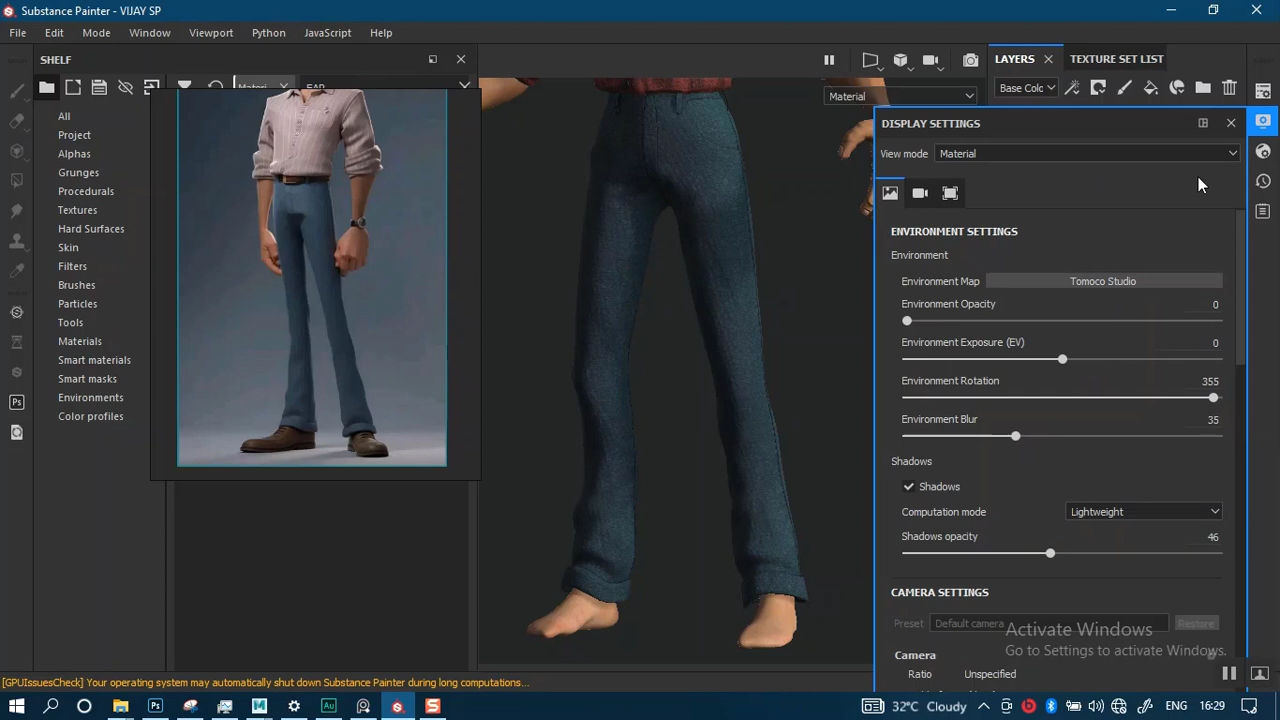 Substance Painter - VIJAY SP
File Edit Mode Window Viewport Python JavaScript Help
SHELF
LAYERS
TEXTURE SET LIST
Materi...
EAR
Base Colo
Material
All
Project
Alphas
Grunges
Procedurals
Textures
Hard Surfaces
Skin
Filters
Brushes
Particles
Tools
Materials
Smart materials
Smart masks
Environments
Color profiles
DISPLAY SETTINGS
View mode Material
ENVIRONMENT SETTINGS
Environment
Environment Map Tomoco Studio
Environment Opacity 0
Environment Exposure (EV) 0
Environment Rotation 355
Environment Blur 35
Shadows
Shadows
Computation mode Lightweight
Shadows opacity 46
CAMERA SETTINGS
Preset Default camera Restore
Camera
Ratio Unspecified
Activate Windows
Go to Settings to activate Windows.
[GPUIssuesCheck] Your operating system may automatically shut down Substance Painter during long computations...
32°C Cloudy
ENG 16:29